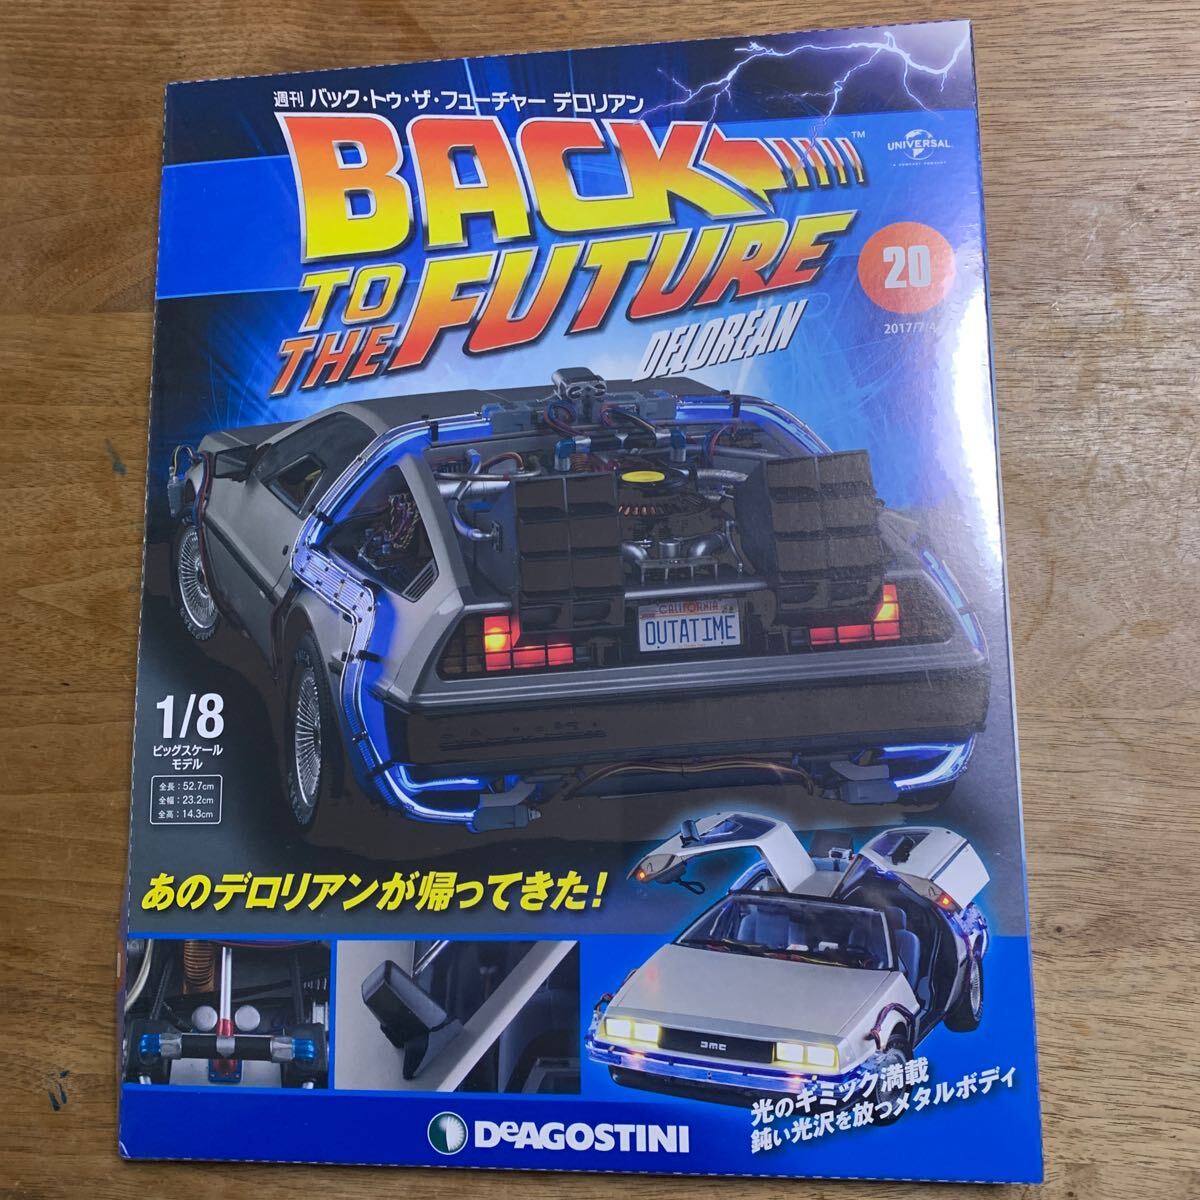 週刊 バック・トゥ・ザ・フューチャー デロリアン
BACK
TO
THE FUTURE
™
DELOREAN
UNIVERSAL
20
2017/7/4
CALIFORNIA
OUTATIME
1/8
ビッグスケール
モデル
全長:52.7cm
全幅:23.2cm
全高:14.3cm
あのデロリアンが帰ってきた!
DMC
光のギミック満載
鈍い光沢を放つメタルボディ
DeAGOSTINI